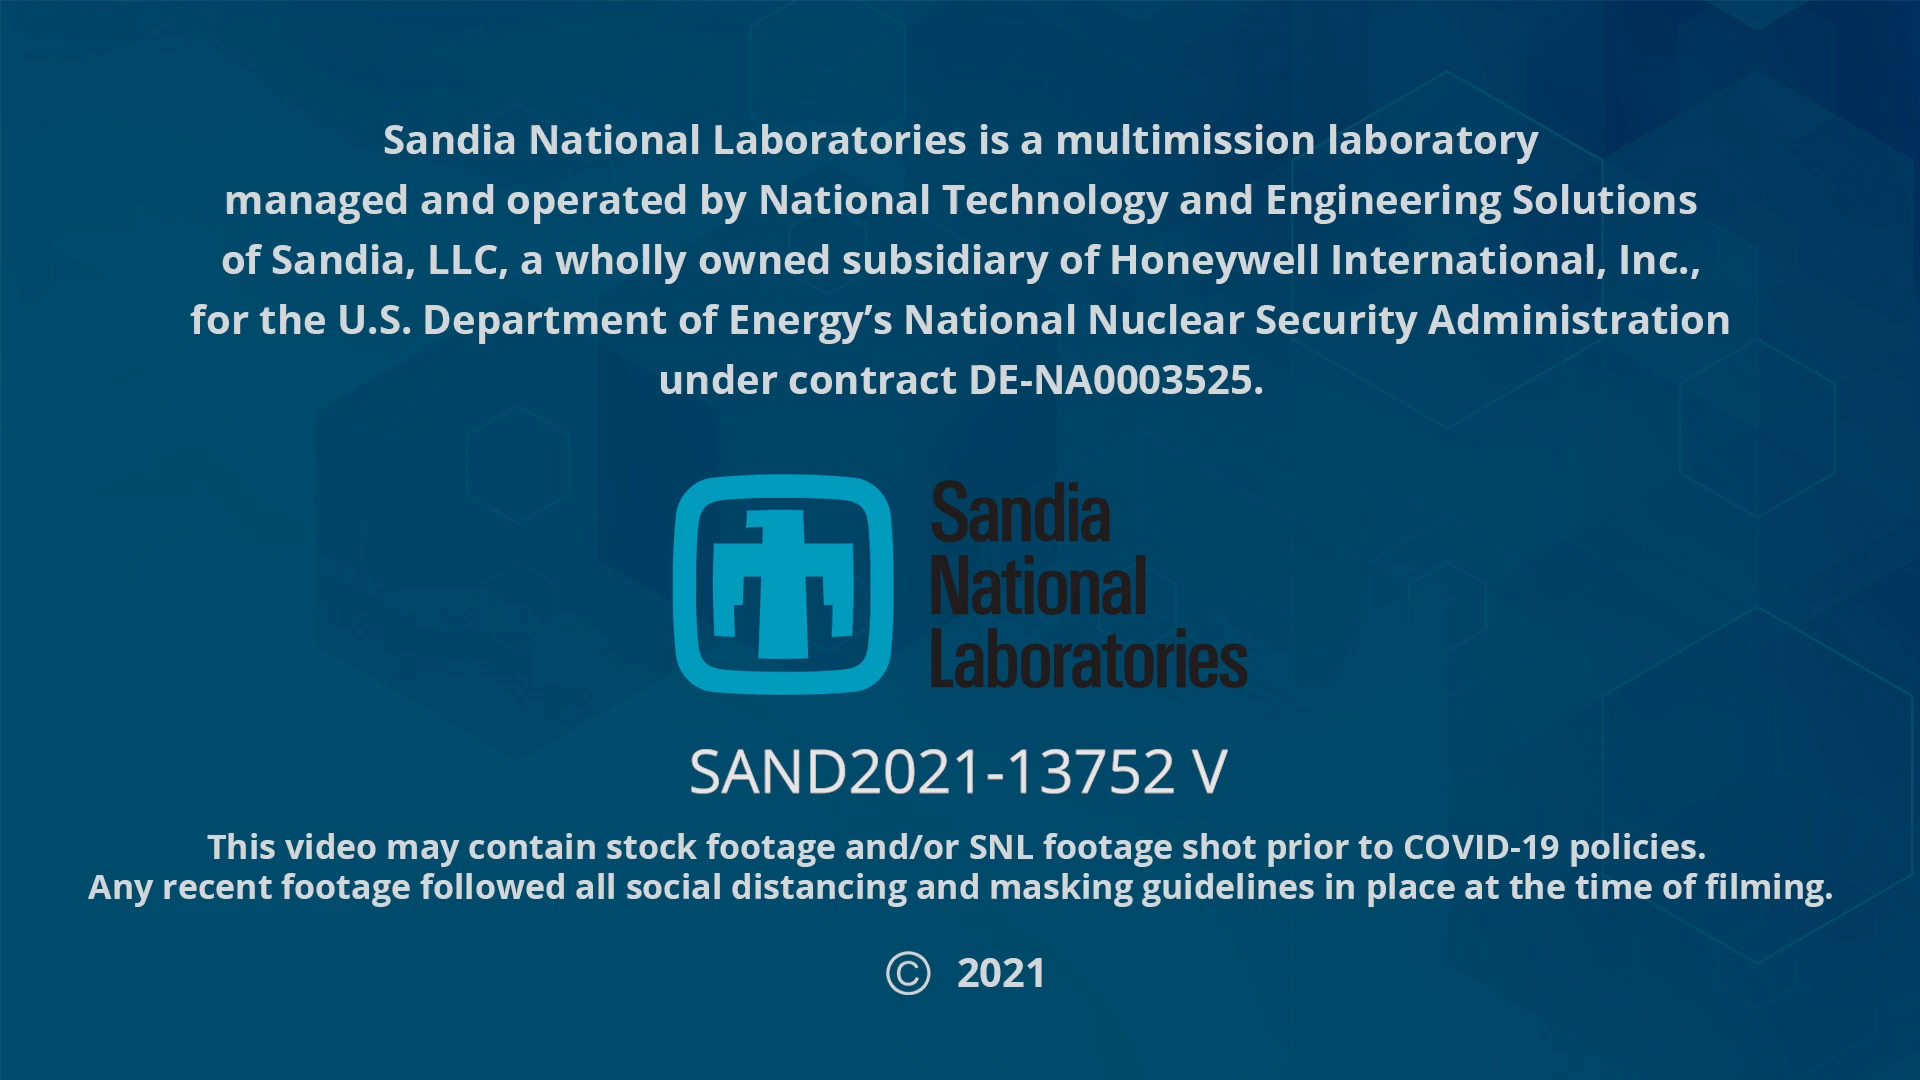 Sandia National Laboratories is a multimission laboratory
managed and operated by National Technology and Engineering Solutions
of Sandia, LLC, a wholly owned subsidiary of Honeywell International, Inc.,
for the U.S. Department of Energy’s National Nuclear Security Administration
under contract DE-NA0003525.
Sandia
National
Laboratories
SAND2021-13752 V
This video may contain stock footage and/or SNL footage shot prior to COVID-19 policies.
Any recent footage followed all social distancing and masking guidelines in place at the time of filming.
© 2021